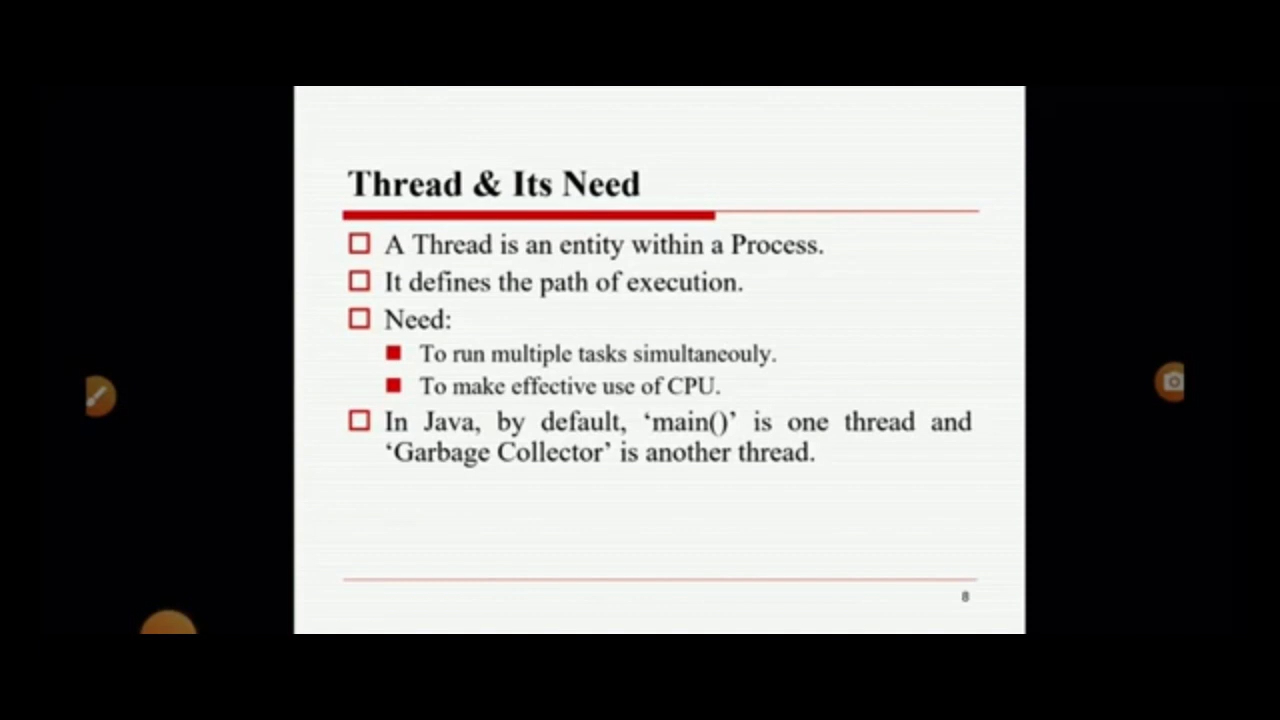 Thread & Its Need
A Thread is an entity within a Process.
It defines the path of execution.
Need:
To run multiple tasks simultaneouly.
To make effective use of CPU.
In Java, by default, ‘main()’ is one thread and
‘Garbage Collector’ is another thread.
8